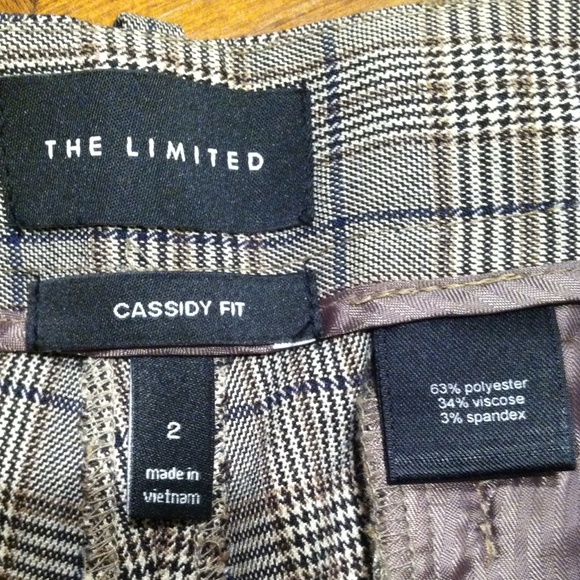 THE LIMITED
CASSIDY FIT
2
made in
vietnam
63% polyester
34% viscose
3% spandex